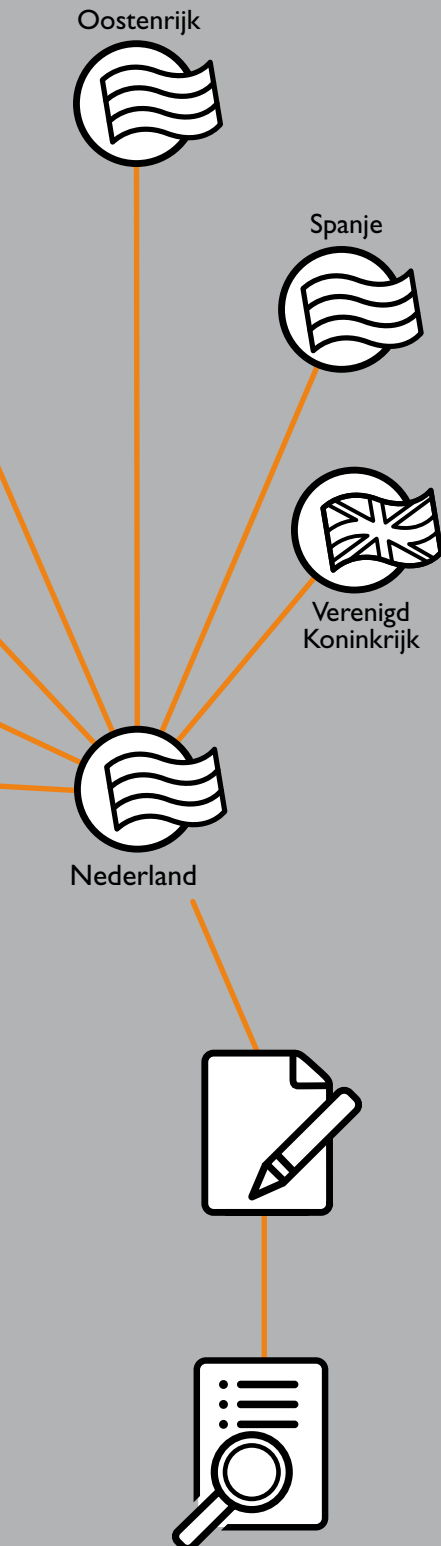 Oostenrijk
Spanje
Verenigd
Koninkrijk
Nederland